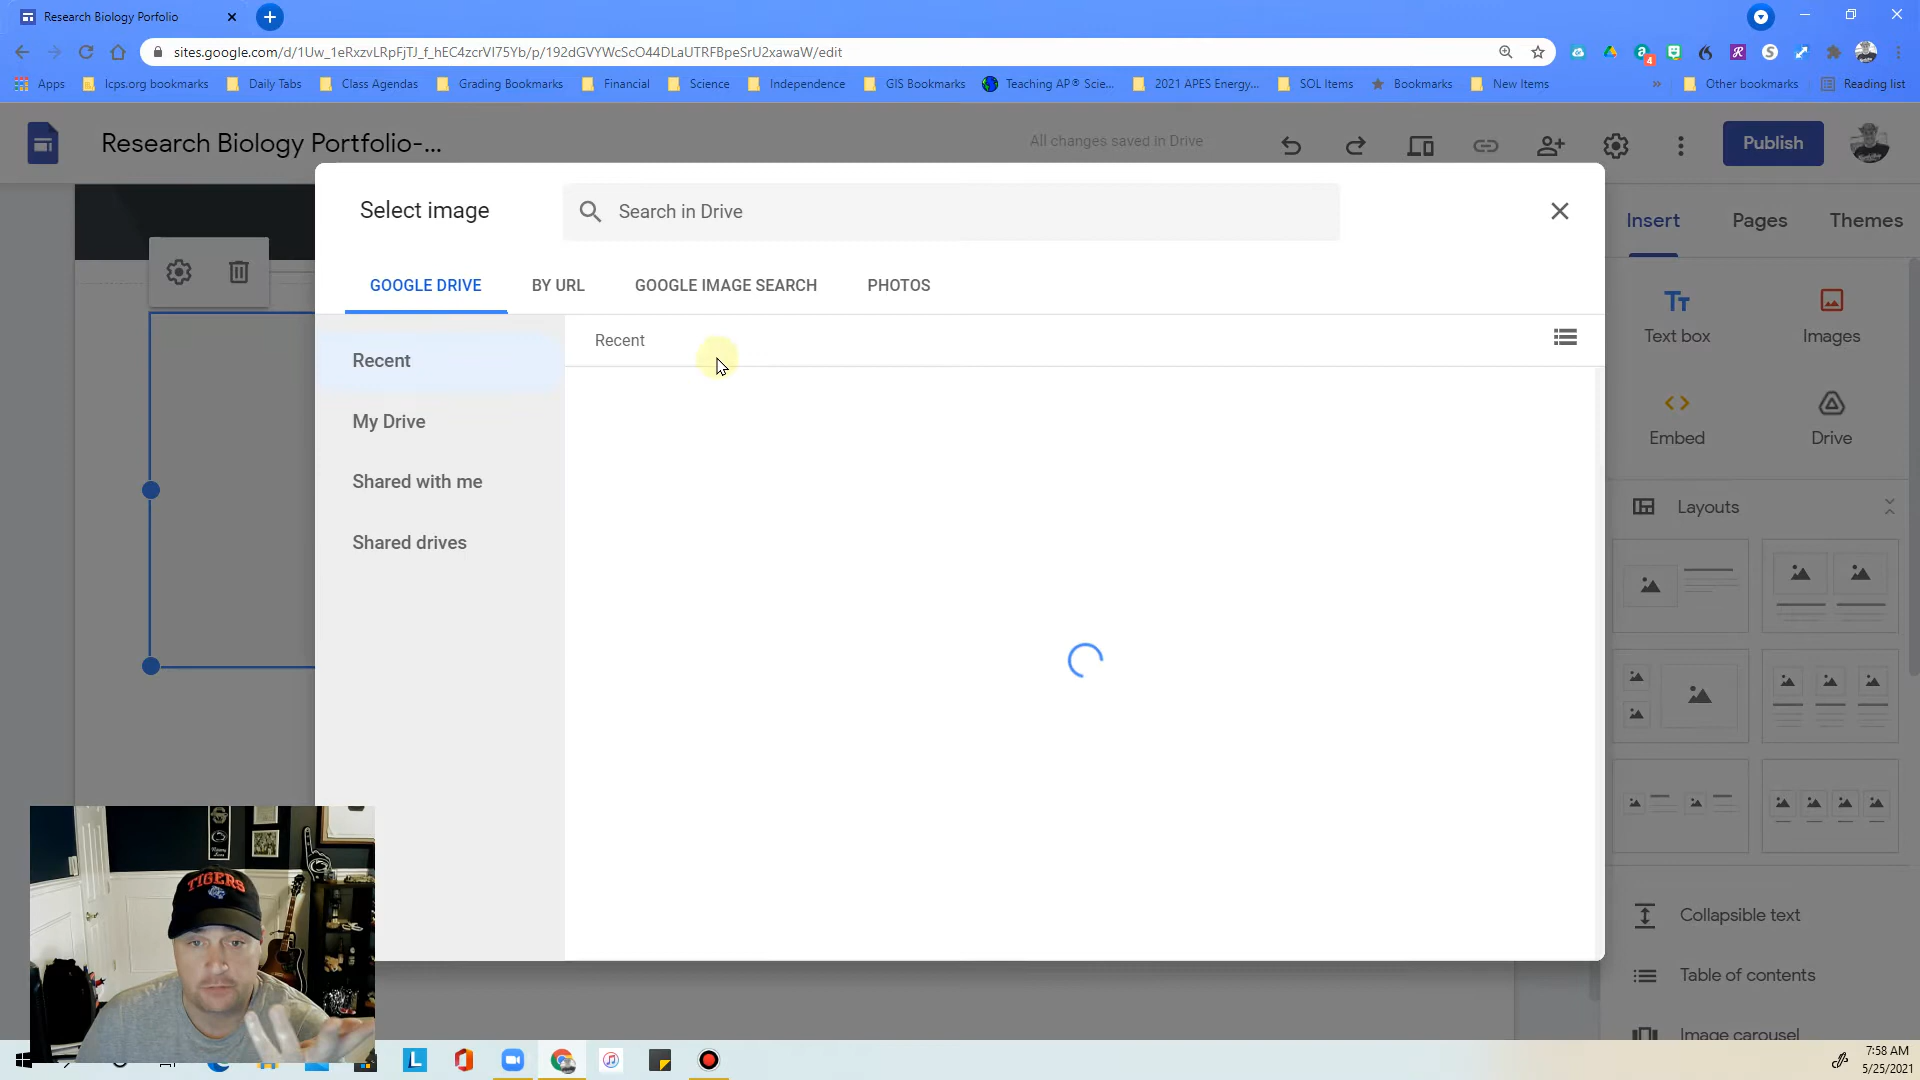 Research Biology Porfolio
sites.google.com/d/1Uw_1eRxzvLRpFjTJ_f_hEC4zcrVI75Yb/p/192dGVYWcScO44DLaUTRFBpeSrU2xawaW/edit
4
Apps lcps.org bookmarks Daily Tabs Class Agendas Grading Bookmarks Financial Science Independence GIS Bookmarks Teaching AP® Scie... 2021 APES Energy,... SOL Items Bookmarks New Items » Other bookmarks Reading list
Research Biology Portfolio-...
All changes saved in Drive
Publish
Select image
Search in Drive
Insert Pages Themes
GOOGLE DRIVE BY URL GOOGLE IMAGE SEARCH PHOTOS
Recent
Recent
My Drive
Shared with me
Shared drives
Tт
Text box Images
Embed Drive
Layouts
Collapsible text
Table of contents
Image carousel
TIGERS
L
7:58 AM
5/25/2021